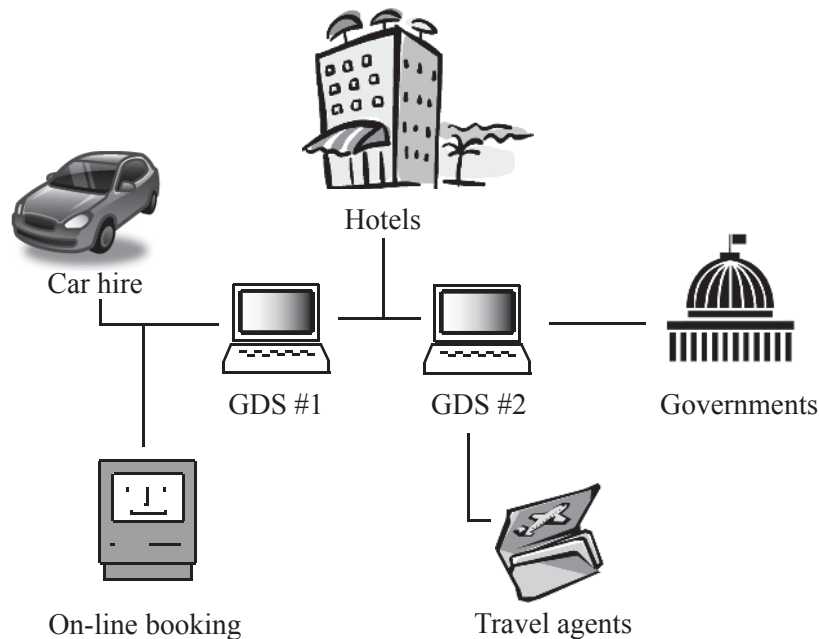 Hotels
Car hire
GDS #1
GDS #2
Governments
On-line booking
Travel agents